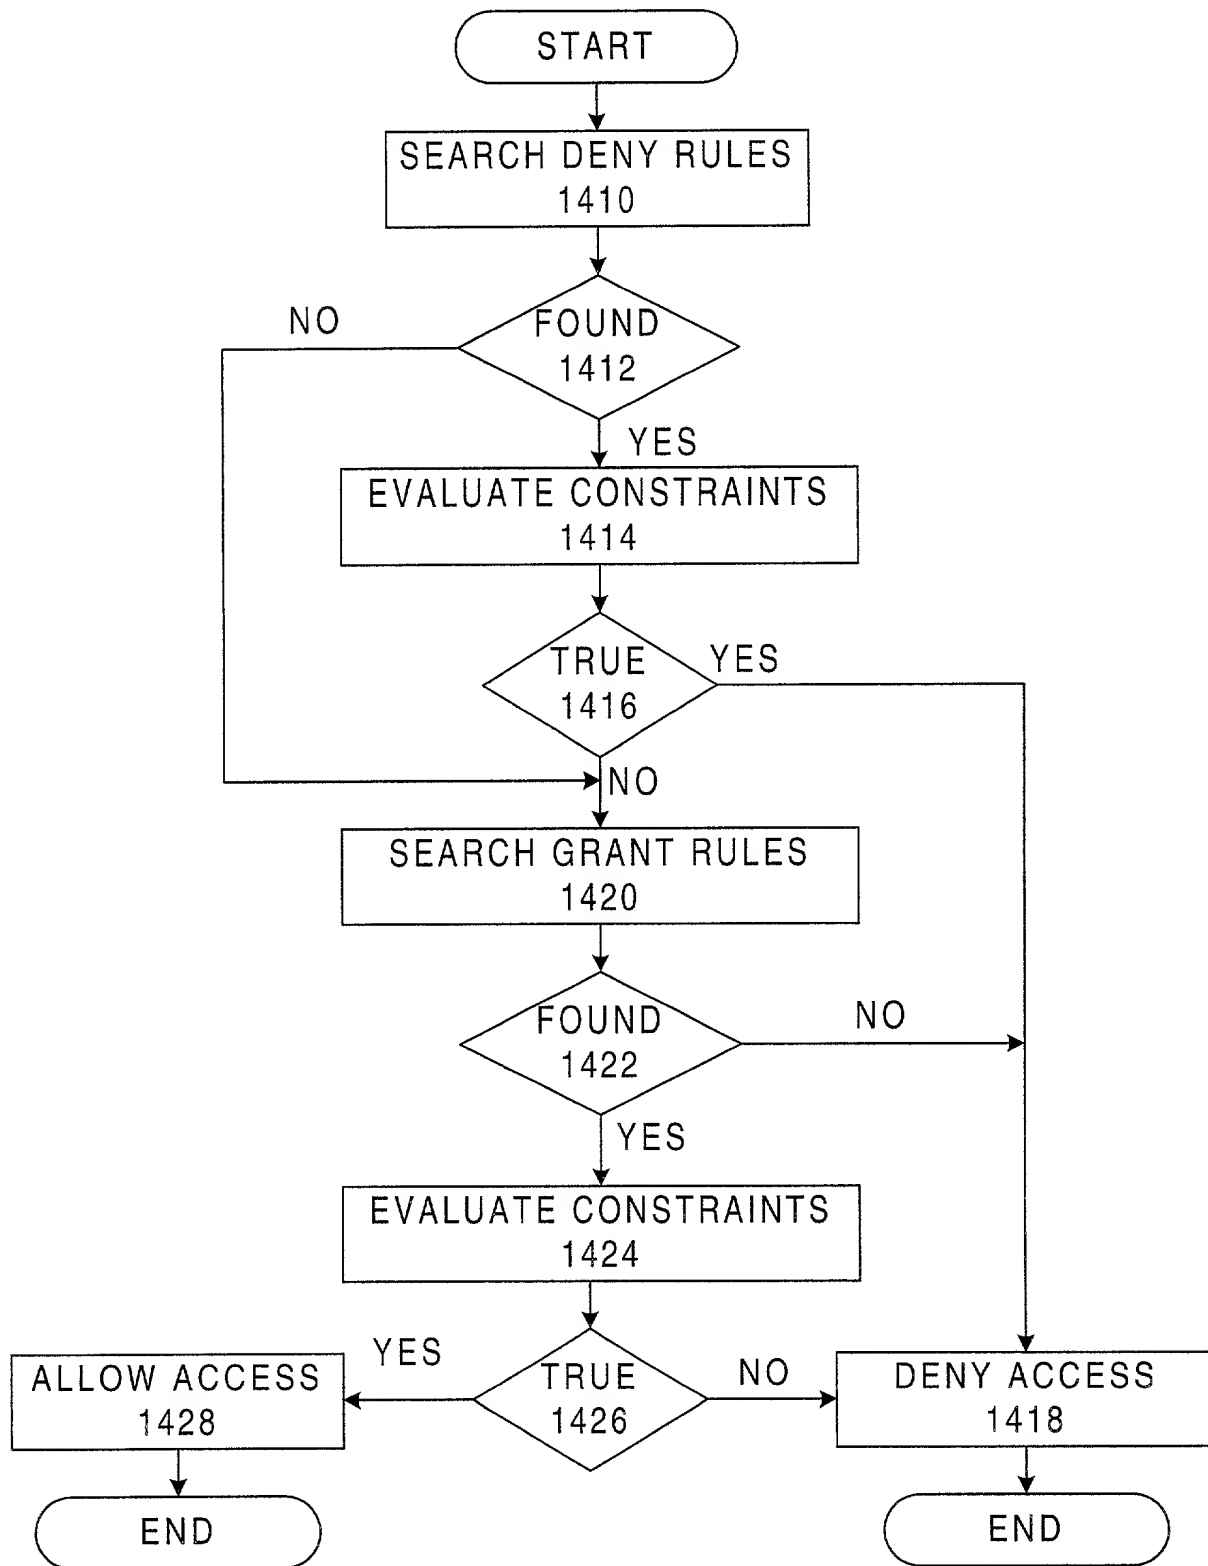 START
SEARCH DENY RULES
1410
NO
FOUND
1412
YES
EVALUATE CONSTRAINTS
1414
TRUE
1416
YES
NO
SEARCH GRANT RULES
1420
FOUND
1422
NO
YES
EVALUATE CONSTRAINTS
1424
YES
TRUE
1426
NO
ALLOW ACCESS
1428
DENY ACCESS
1418
END
END